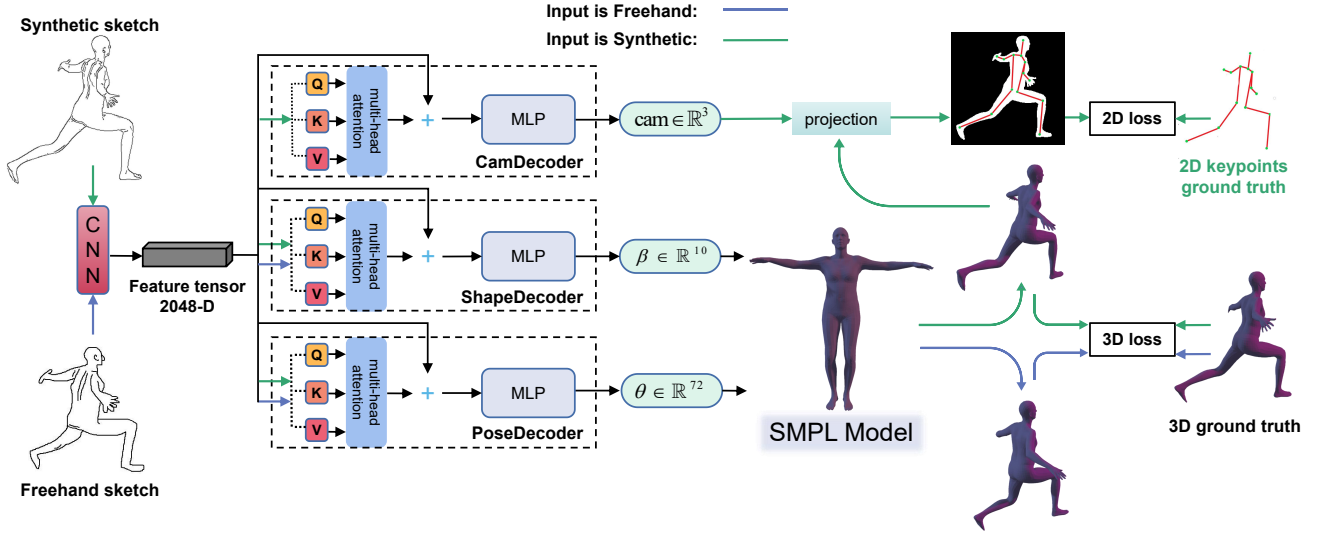 Synthetic sketch
Input is Freehand:
Input is Synthetic:
Q
K
V
multi-head
attention
+
MLP
CamDecoder
cam ∈ ℝ³
projection
2D loss
2D keypoints
ground truth
C
N
N
Feature tensor
2048-D
Q
K
V
multi-head
attention
+
MLP
ShapeDecoder
β ∈ ℝ¹⁰
Q
K
V
multi-head
attention
+
MLP
PoseDecoder
θ ∈ ℝ⁷²
SMPL Model
3D loss
3D ground truth
Freehand sketch